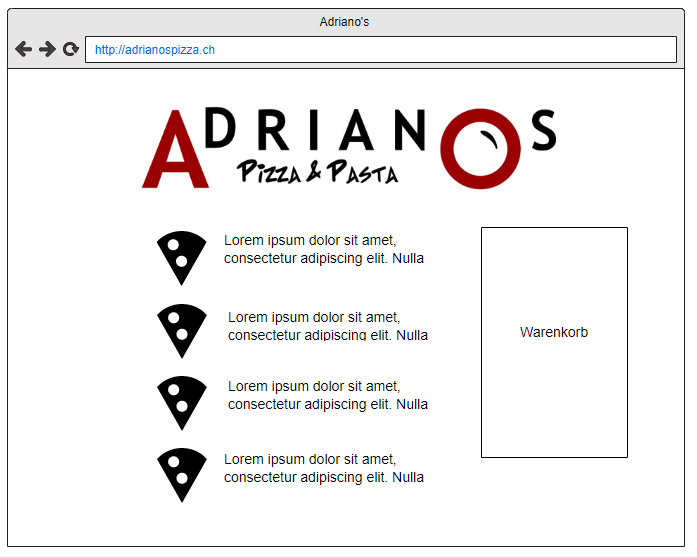 Adriano's
http://adrianospizza.ch
ADRIANOS
Pizza & Pasta
Lorem ipsum dolor sit amet,
consectetur adipiscing elit. Nulla
Lorem ipsum dolor sit amet,
consectetur adipiscing elit. Nulla
Lorem ipsum dolor sit amet,
consectetur adipiscing elit. Nulla
Lorem ipsum dolor sit amet,
consectetur adipiscing elit. Nulla
Warenkorb